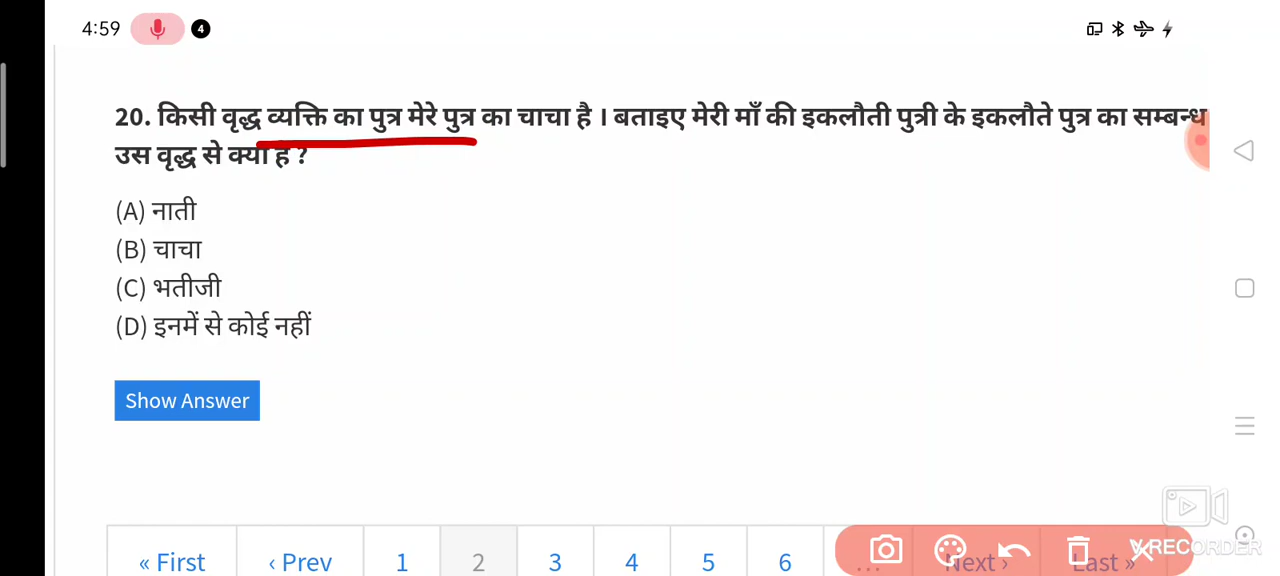 4:59 4
20. किसी वृद्ध व्यक्ति का पुत्र मेरे पुत्र का चाचा है । बताइए मेरी माँ की इकलौती पुत्री के इकलौते पुत्र का सम्बन्ध
उस वृद्ध से क्या है ?
(A) नाती
(B) चाचा
(C) भतीजी
(D) इनमें से कोई नहीं
Show Answer
« First ‹ Prev 1 2 3 4 5 6 ... Next › Last »
V.RECORDER